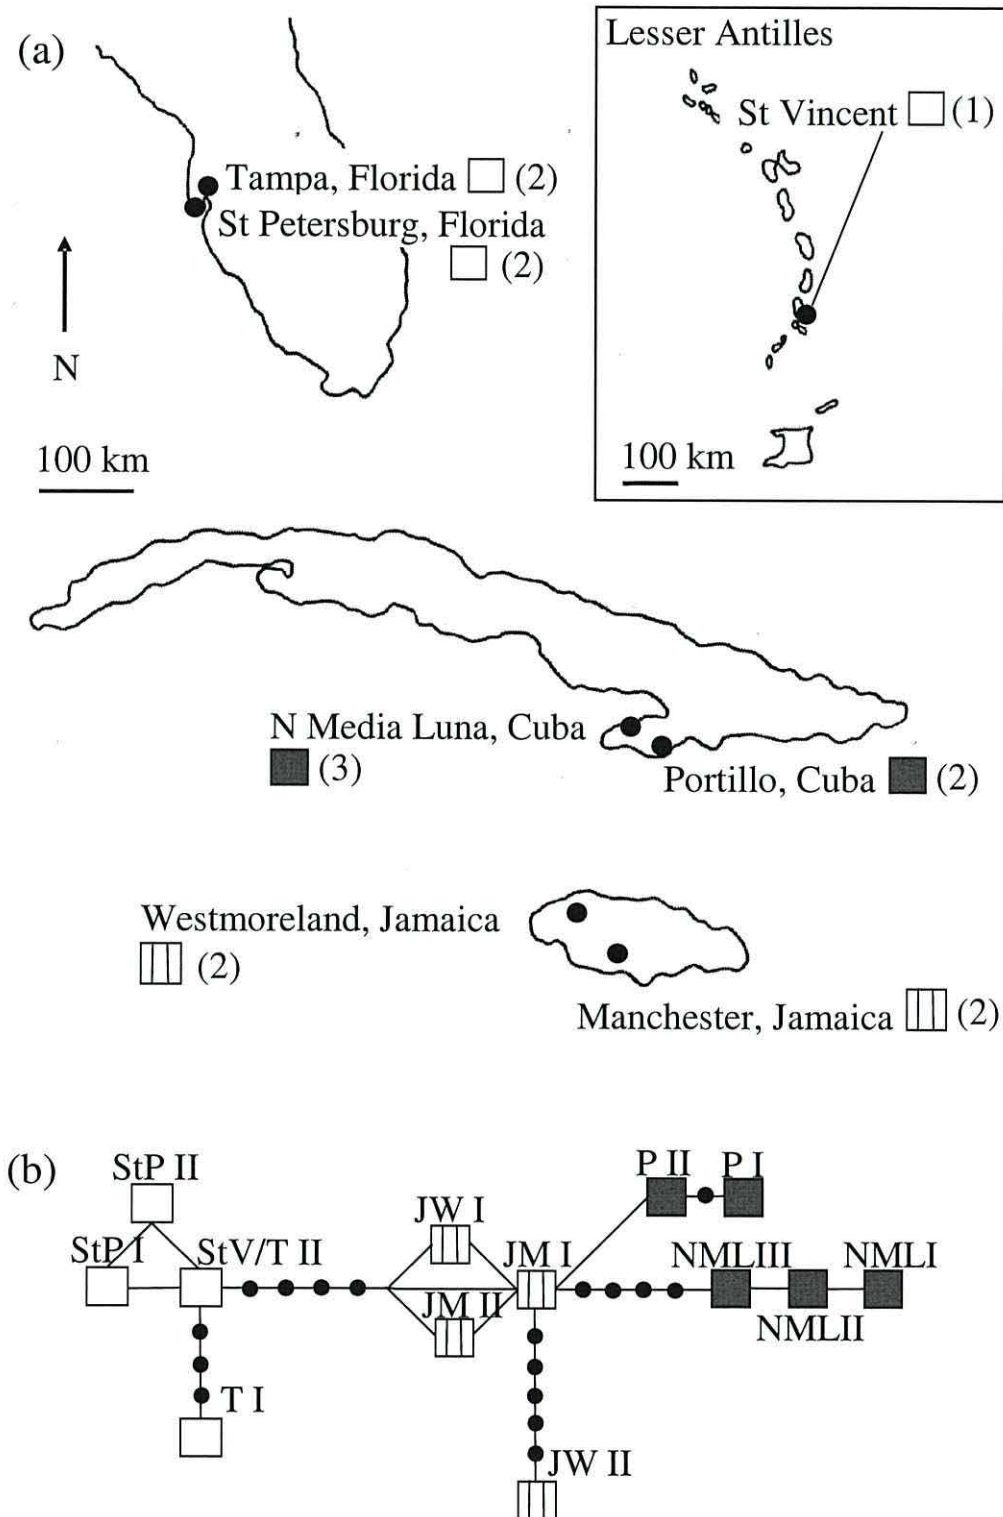 (a)
Lesser Antilles
St Vincent (1)
Tampa, Florida (2)
St Petersburg, Florida
(2)
N
100 km
100 km
N Media Luna, Cuba
(3)
Portillo, Cuba (2)
Westmoreland, Jamaica
(2)
Manchester, Jamaica (2)
(b)
StP II
P II P I
JW I
StP I StV/T II JM I NMLIII NMLI
JM II
NMLII
T I
JW II